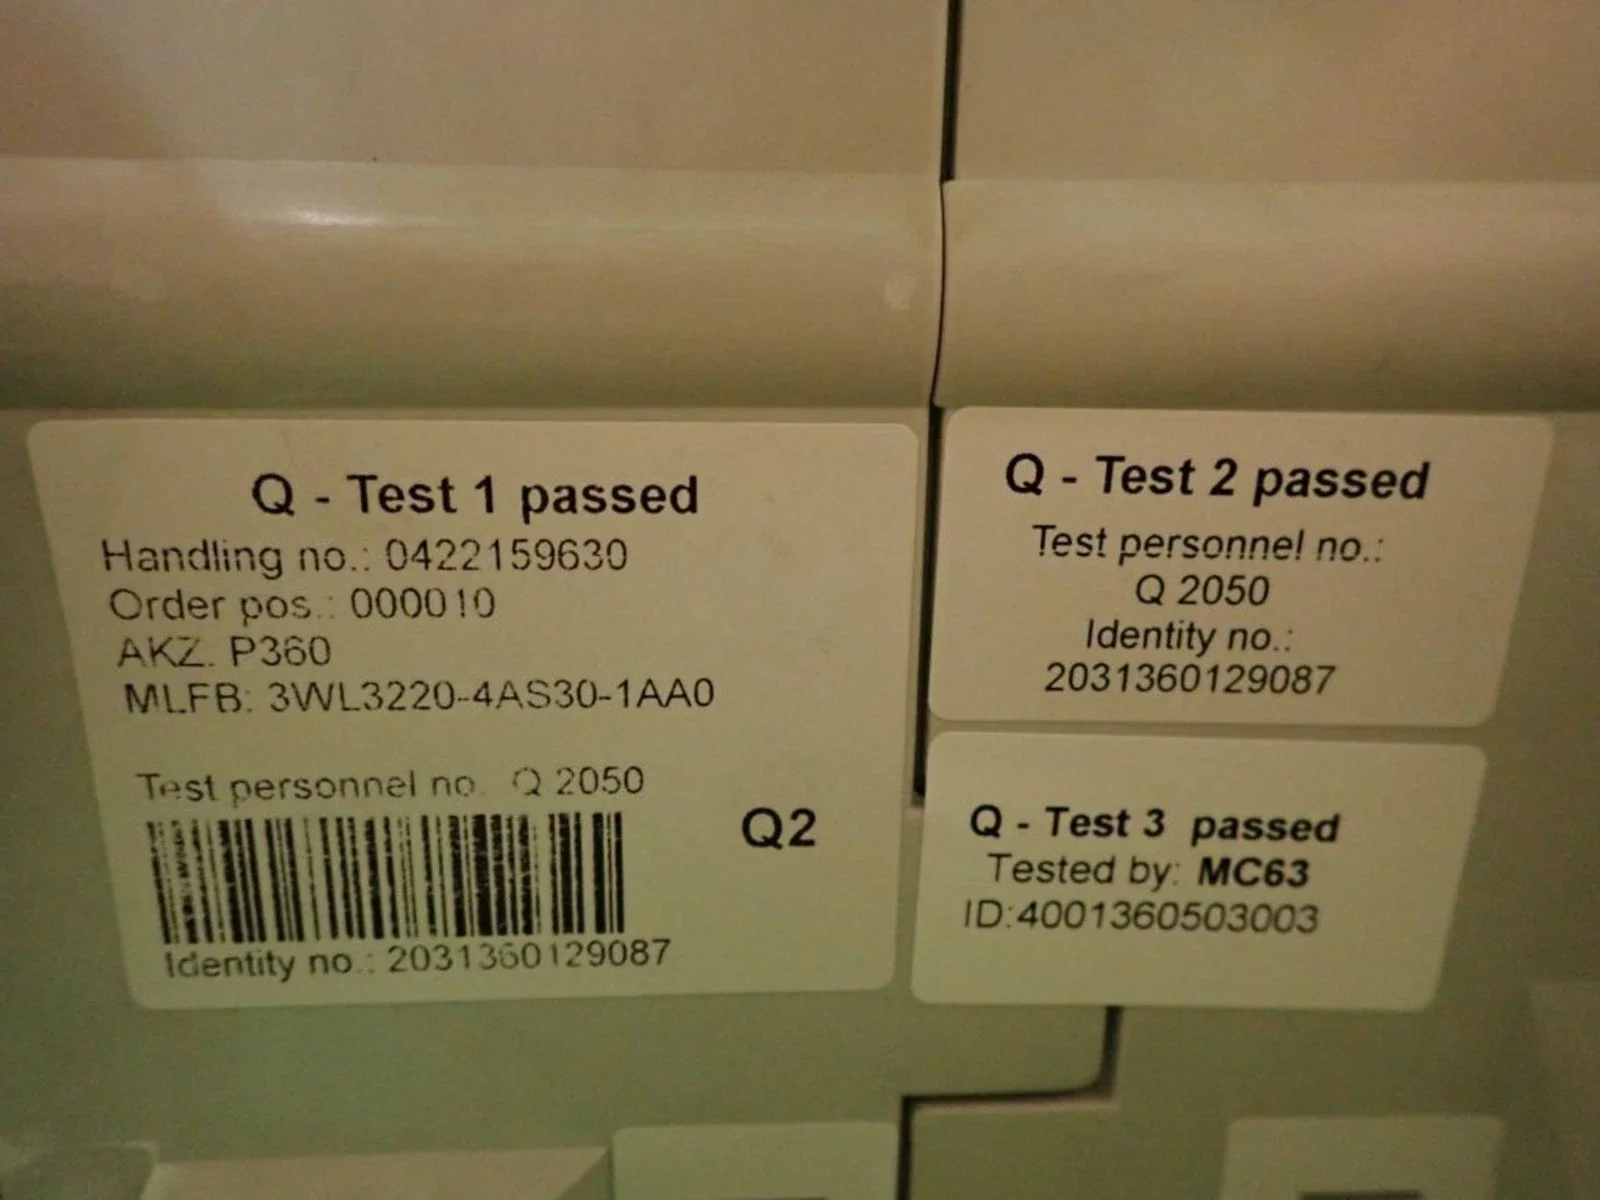 Q - Test 1 passed
Handling no.: 0422159630
Order pos.: 000010
AKZ. P360
MLFB: 3WL3220-4AS30-1AA0
Test personnel no. Q 2050
Q2
Identity no.: 2031360129087
Q - Test 2 passed
Test personnel no.:
Q 2050
Identity no.:
2031360129087
Q - Test 3 passed
Tested by: MC63
ID:4001360503003